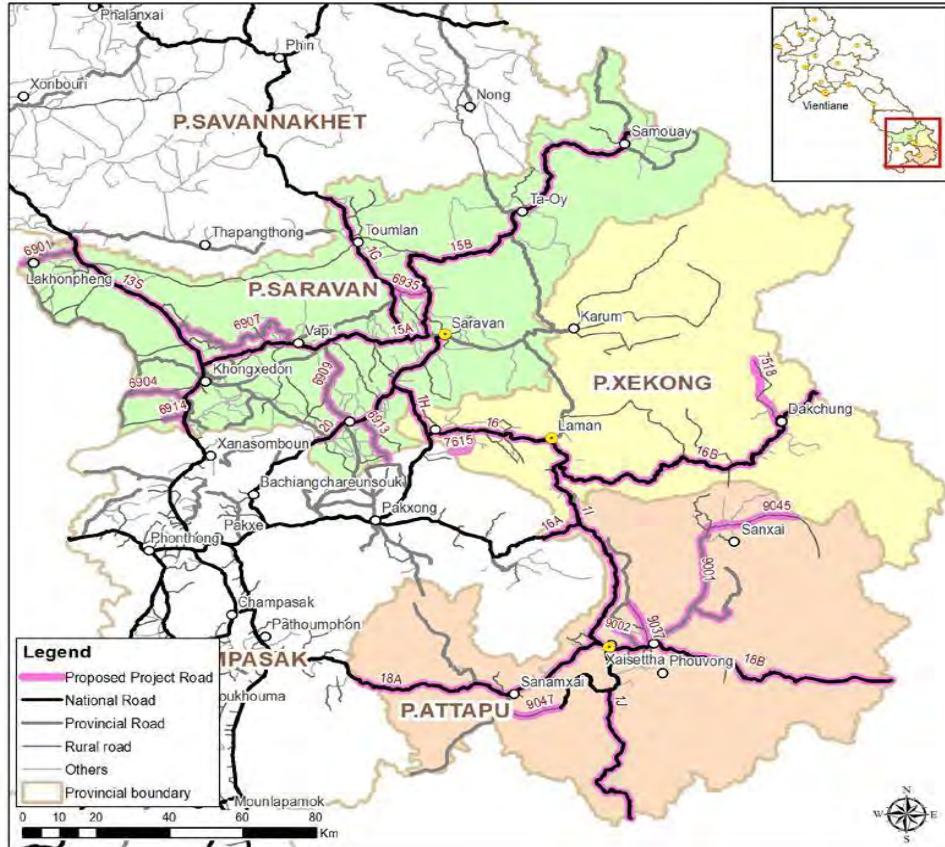 Phalanxai
Phin
Xonbouri
Nong
Vientiane
P.SAVANNAKHET
Samouay
Ta-Oy
Thapangthong
Toumlan
6901
Lakhonpheng
1G
15B
13S
6935
P.SARAVAN
6907
Vapi
15A
Saravan
Karum
Khongxedon
6909
P.XEKONG
7518
6904
6914
1H
20
6913
Dakchung
16
Laman
7615
Xanasomboun
16B
Bachiangchareunsouk
Pakxong
16A
1I
9045
Pakxe
Phonthong
Sanxai
9001
Champasak
9002
9037
Pathoumphon
MPASAK
Xaisettha
Phouvong
18B
18A
Sanamxai
oukhouma
9047
1J
P.ATTAPU
Mounlapamok
Legend
Proposed Project Road
National Road
Provincial Road
Rural road
Others
Provincial boundary
0 20 40 60 80
Km
N
W E
S